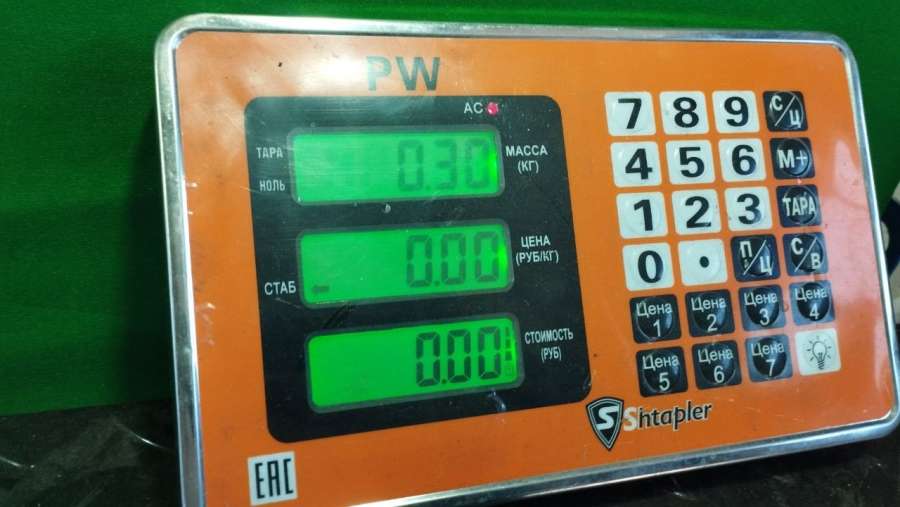 PW
AC
ТАРА
НОЛЬ
0.30
МАССА
(КГ)
СТАБ
←
0.00
ЦЕНА
(РУБ/КГ)
0.00
СТОИМОСТЬ
(РУБ)
7 8 9 С/Ц
4 5 6 М+
1 2 3 ТАРА
0 . П/Ц С/В
Цена 1 Цена 2 Цена 3 Цена 4
Цена 5 Цена 6 Цена 7
S Shtapler
EAC